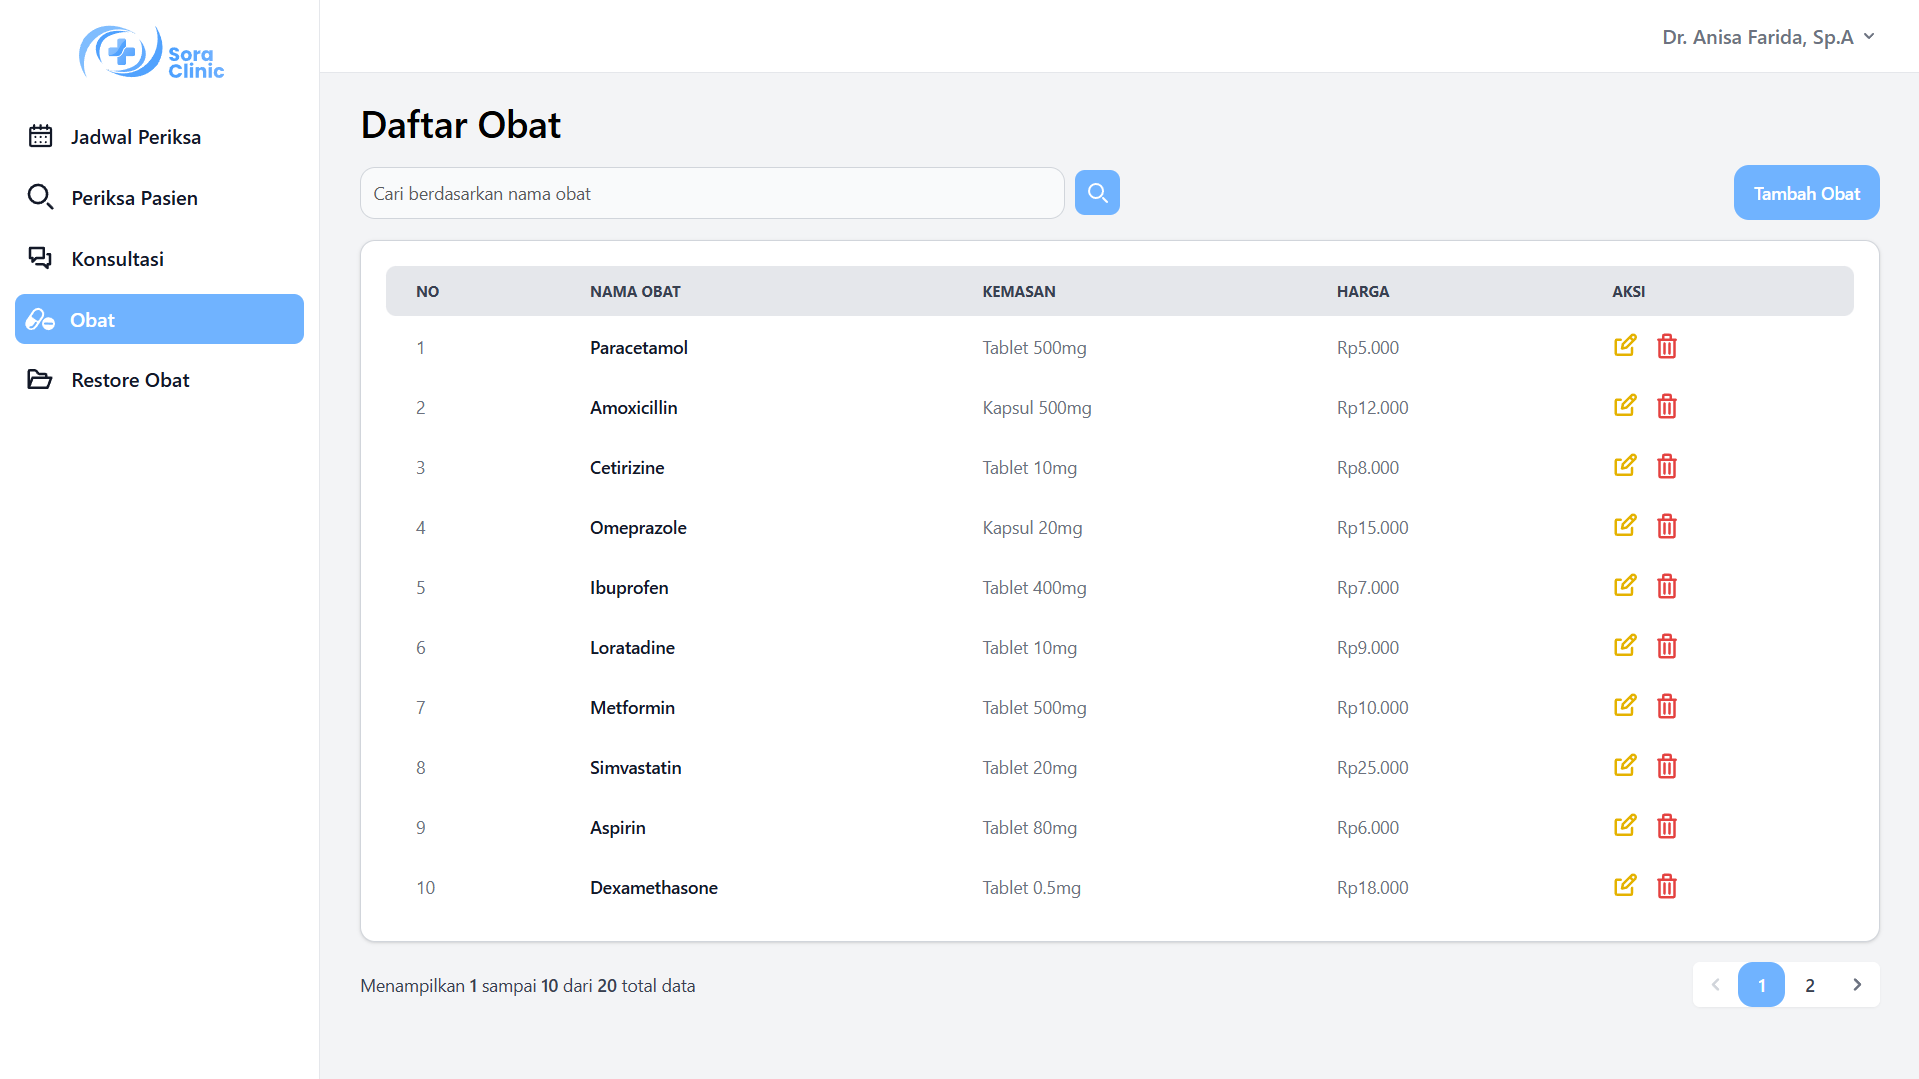 Sora
Clinic
Dr. Anisa Farida, Sp.A
Jadwal Periksa
Periksa Pasien
Konsultasi
Obat
Restore Obat
Daftar Obat
Cari berdasarkan nama obat
Tambah Obat
NO NAMA OBAT KEMASAN HARGA AKSI
1 Paracetamol Tablet 500mg Rp5.000
2 Amoxicillin Kapsul 500mg Rp12.000
3 Cetirizine Tablet 10mg Rp8.000
4 Omeprazole Kapsul 20mg Rp15.000
5 Ibuprofen Tablet 400mg Rp7.000
6 Loratadine Tablet 10mg Rp9.000
7 Metformin Tablet 500mg Rp10.000
8 Simvastatin Tablet 20mg Rp25.000
9 Aspirin Tablet 80mg Rp6.000
10 Dexamethasone Tablet 0.5mg Rp18.000
Menampilkan 1 sampai 10 dari 20 total data
1 2